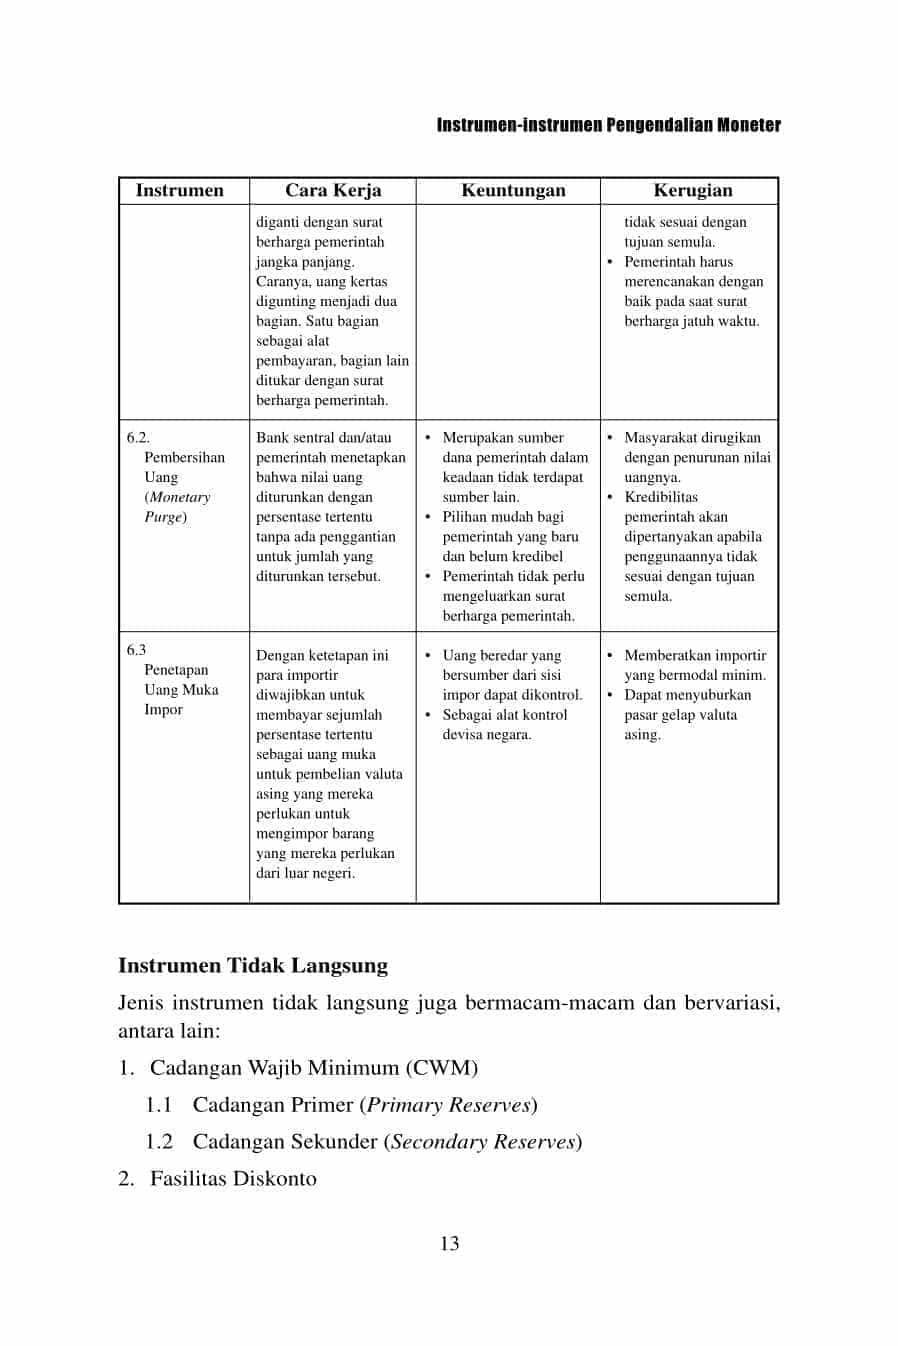 Instrumen-instrumen Pengendalian Moneter
Instrumen
Cara Kerja
Keuntungan
Kerugian
diganti dengan surat
berharga pemerintah
jangka panjang.
Caranya, uang kertas
digunting menjadi dua
bagian. Satu bagian
sebagai alat
pembayaran, bagian lain
ditukar dengan surat
berharga pemerintah.
tidak sesuai dengan
tujuan semula.
• Pemerintah harus
merencanakan dengan
baik pada saat surat
berharga jatuh waktu.
6.2.
Pembersihan
Uang
(Monetary
Purge)
Bank sentral dan/atau
pemerintah menetapkan
bahwa nilai uang
diturunkan dengan
persentase tertentu
tanpa ada penggantian
untuk jumlah yang
diturunkan tersebut.
• Merupakan sumber
dana pemerintah dalam
keadaan tidak terdapat
sumber lain.
• Pilihan mudah bagi
pemerintah yang baru
dan belum kredibel
• Pemerintah tidak perlu
mengeluarkan surat
berharga pemerintah.
• Masyarakat dirugikan
dengan penurunan nilai
uangnya.
• Kredibilitas
pemerintah akan
dipertanyakan apabila
penggunaannya tidak
sesuai dengan tujuan
semula.
6.3
Penetapan
Uang Muka
Impor
Dengan ketetapan ini
para importir
diwajibkan untuk
membayar sejumlah
persentase tertentu
sebagai uang muka
untuk pembelian valuta
asing yang mereka
perlukan untuk
mengimpor barang
yang mereka perlukan
dari luar negeri.
• Uang beredar yang
bersumber dari sisi
impor dapat dikontrol.
• Sebagai alat kontrol
devisa negara.
• Memberatkan importir
yang bermodal minim.
• Dapat menyuburkan
pasar gelap valuta
asing.
Instrumen Tidak Langsung
Jenis instrumen tidak langsung juga bermacam-macam dan bervariasi,
antara lain:
1. Cadangan Wajib Minimum (CWM)
1.1 Cadangan Primer (Primary Reserves)
1.2 Cadangan Sekunder (Secondary Reserves)
2. Fasilitas Diskonto
13